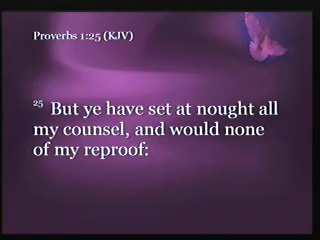 Proverbs 1:25 (KJV)
25 But ye have set at nought all
my counsel, and would none
of my reproof: